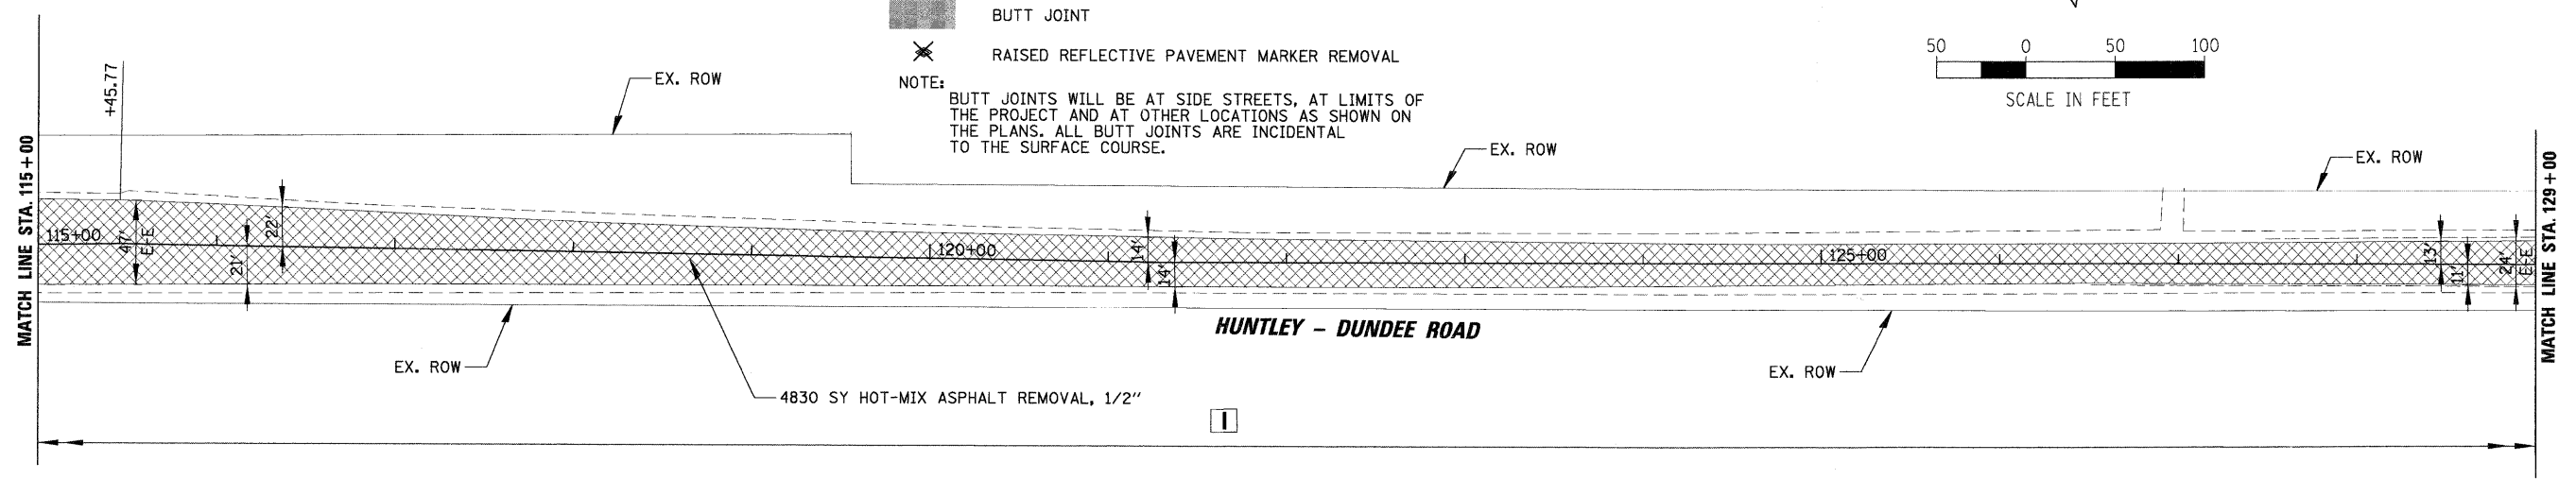 BUTT JOINT
RAISED REFLECTIVE PAVEMENT MARKER REMOVAL
NOTE:
BUTT JOINTS WILL BE AT SIDE STREETS, AT LIMITS OF
THE PROJECT AND AT OTHER LOCATIONS AS SHOWN ON
THE PLANS. ALL BUTT JOINTS ARE INCIDENTAL
TO THE SURFACE COURSE.
50 0 50 100
SCALE IN FEET
+45.77
EX. ROW
EX. ROW
EX. ROW
MATCH LINE STA. 115+00
115+00
47'
E-E
21'
22'
120+00
14'
14'
125+00
13'
11'
24'
E-E
MATCH LINE STA. 129+00
HUNTLEY - DUNDEE ROAD
EX. ROW
EX. ROW
4830 SY HOT-MIX ASPHALT REMOVAL, 1/2"
I